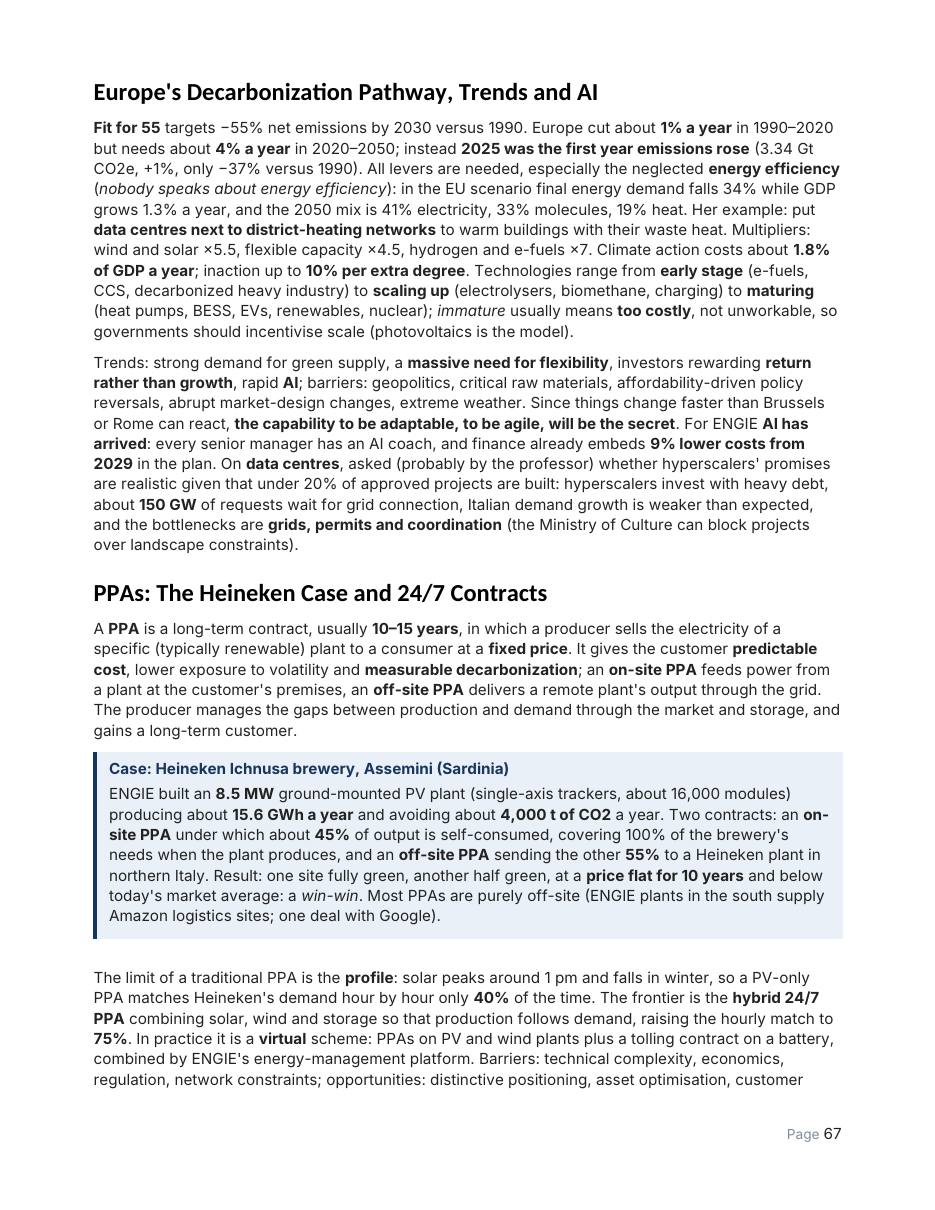 Europe's Decarbonization Pathway, Trends and AI
Fit for 55 targets −55% net emissions by 2030 versus 1990. Europe cut about 1% a year in 1990–2020
but needs about 4% a year in 2020–2050; instead 2025 was the first year emissions rose (3.34 Gt
CO2e, +1%, only −37% versus 1990). All levers are needed, especially the neglected energy efficiency
(nobody speaks about energy efficiency): in the EU scenario final energy demand falls 34% while GDP
grows 1.3% a year, and the 2050 mix is 41% electricity, 33% molecules, 19% heat. Her example: put
data centres next to district-heating networks to warm buildings with their waste heat. Multipliers:
wind and solar ×5.5, flexible capacity ×4.5, hydrogen and e-fuels ×7. Climate action costs about 1.8%
of GDP a year; inaction up to 10% per extra degree. Technologies range from early stage (e-fuels,
CCS, decarbonized heavy industry) to scaling up (electrolysers, biomethane, charging) to maturing
(heat pumps, BESS, EVs, renewables, nuclear); immature usually means too costly, not unworkable, so
governments should incentivise scale (photovoltaics is the model).
Trends: strong demand for green supply, a massive need for flexibility, investors rewarding return
rather than growth, rapid AI; barriers: geopolitics, critical raw materials, affordability-driven policy
reversals, abrupt market-design changes, extreme weather. Since things change faster than Brussels
or Rome can react, the capability to be adaptable, to be agile, will be the secret. For ENGIE AI has
arrived: every senior manager has an AI coach, and finance already embeds 9% lower costs from
2029 in the plan. On data centres, asked (probably by the professor) whether hyperscalers' promises
are realistic given that under 20% of approved projects are built: hyperscalers invest with heavy debt,
about 150 GW of requests wait for grid connection, Italian demand growth is weaker than expected,
and the bottlenecks are grids, permits and coordination (the Ministry of Culture can block projects
over landscape constraints).
PPAs: The Heineken Case and 24/7 Contracts
A PPA is a long-term contract, usually 10–15 years, in which a producer sells the electricity of a
specific (typically renewable) plant to a consumer at a fixed price. It gives the customer predictable
cost, lower exposure to volatility and measurable decarbonization; an on-site PPA feeds power from
a plant at the customer's premises, an off-site PPA delivers a remote plant's output through the grid.
The producer manages the gaps between production and demand through the market and storage, and
gains a long-term customer.
Case: Heineken Ichnusa brewery, Assemini (Sardinia)
ENGIE built an 8.5 MW ground-mounted PV plant (single-axis trackers, about 16,000 modules)
producing about 15.6 GWh a year and avoiding about 4,000 t of CO2 a year. Two contracts: an on-
site PPA under which about 45% of output is self-consumed, covering 100% of the brewery's
needs when the plant produces, and an off-site PPA sending the other 55% to a Heineken plant in
northern Italy. Result: one site fully green, another half green, at a price flat for 10 years and below
today's market average: a win-win. Most PPAs are purely off-site (ENGIE plants in the south supply
Amazon logistics sites; one deal with Google).
The limit of a traditional PPA is the profile: solar peaks around 1 pm and falls in winter, so a PV-only
PPA matches Heineken's demand hour by hour only 40% of the time. The frontier is the hybrid 24/7
PPA combining solar, wind and storage so that production follows demand, raising the hourly match to
75%. In practice it is a virtual scheme: PPAs on PV and wind plants plus a tolling contract on a battery,
combined by ENGIE's energy-management platform. Barriers: technical complexity, economics,
regulation, network constraints; opportunities: distinctive positioning, asset optimisation, customer
Page 67